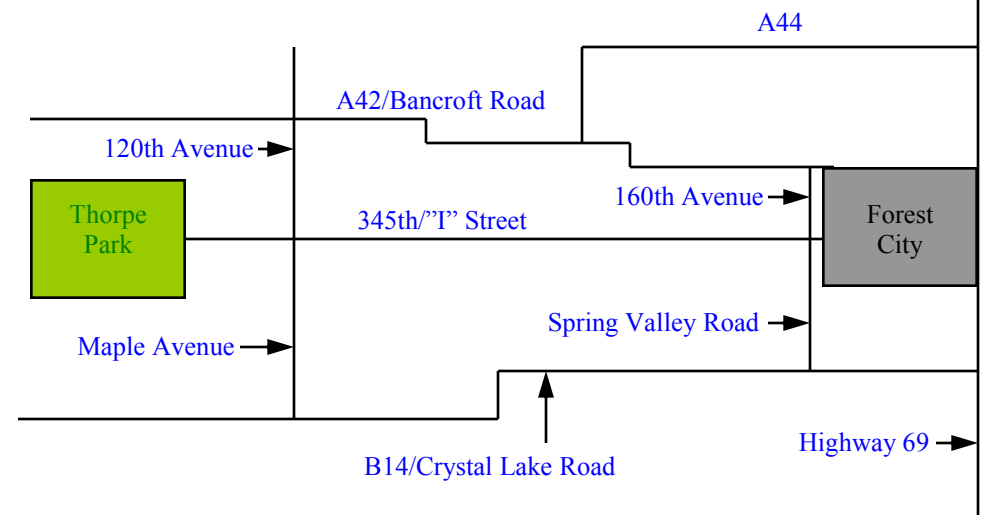 A44
A42/Bancroft Road
120th Avenue
160th Avenue
Thorpe
Park
345th/”I” Street
Forest
City
Spring Valley Road
Maple Avenue
Highway 69
B14/Crystal Lake Road